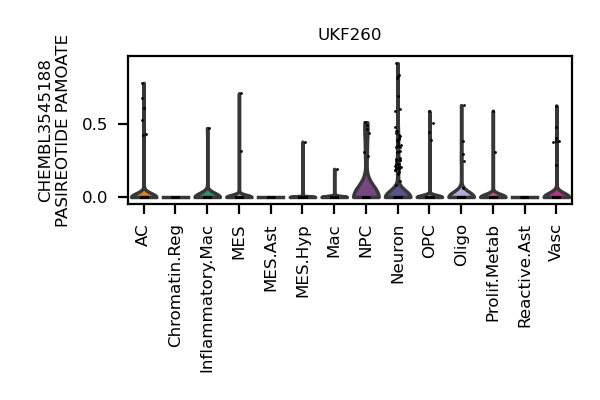 UKF260
CHEMBL3545188
PASIREOTIDE PAMOATE
0.5
0.0
AC
Chromatin.Reg
Inflammatory.Mac
MES
MES.Ast
MES.Hyp
Mac
NPC
Neuron
OPC
Oligo
Prolif.Metab
Reactive.Ast
Vasc